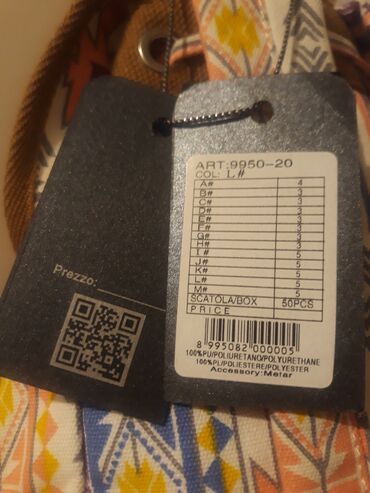 ART:9950-20
COL: L#
A# 4
B# 3
C# 3
D# 3
E# 3
F# 3
G# 3
H# 3
I# 5
J# 5
K# 5
L# 5
M# 5
SCATOLA/BOX 50PCS
PRICE
8 995082 000005
100%PU/POLIURETANO/POLYURETHANE
100%PL/POLIESTERE/POLYESTER
Accessory:Metar
Prezzo: